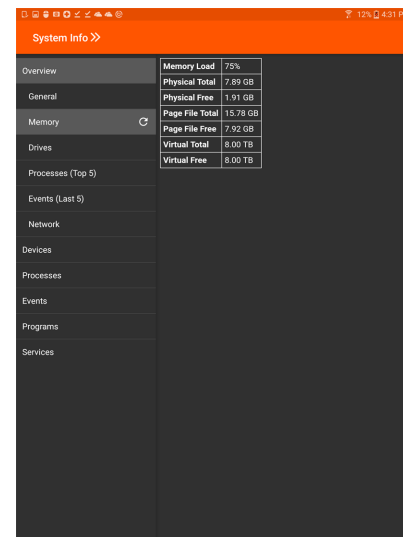 12% 4:31 P
System Info
Overview
General
Memory
Drives
Processes (Top 5)
Events (Last 5)
Network
Devices
Processes
Events
Programs
Services
Memory Load 75%
Physical Total 7.89 GB
Physical Free 1.91 GB
Page File Total 15.78 GB
Page File Free 7.92 GB
Virtual Total 8.00 TB
Virtual Free 8.00 TB